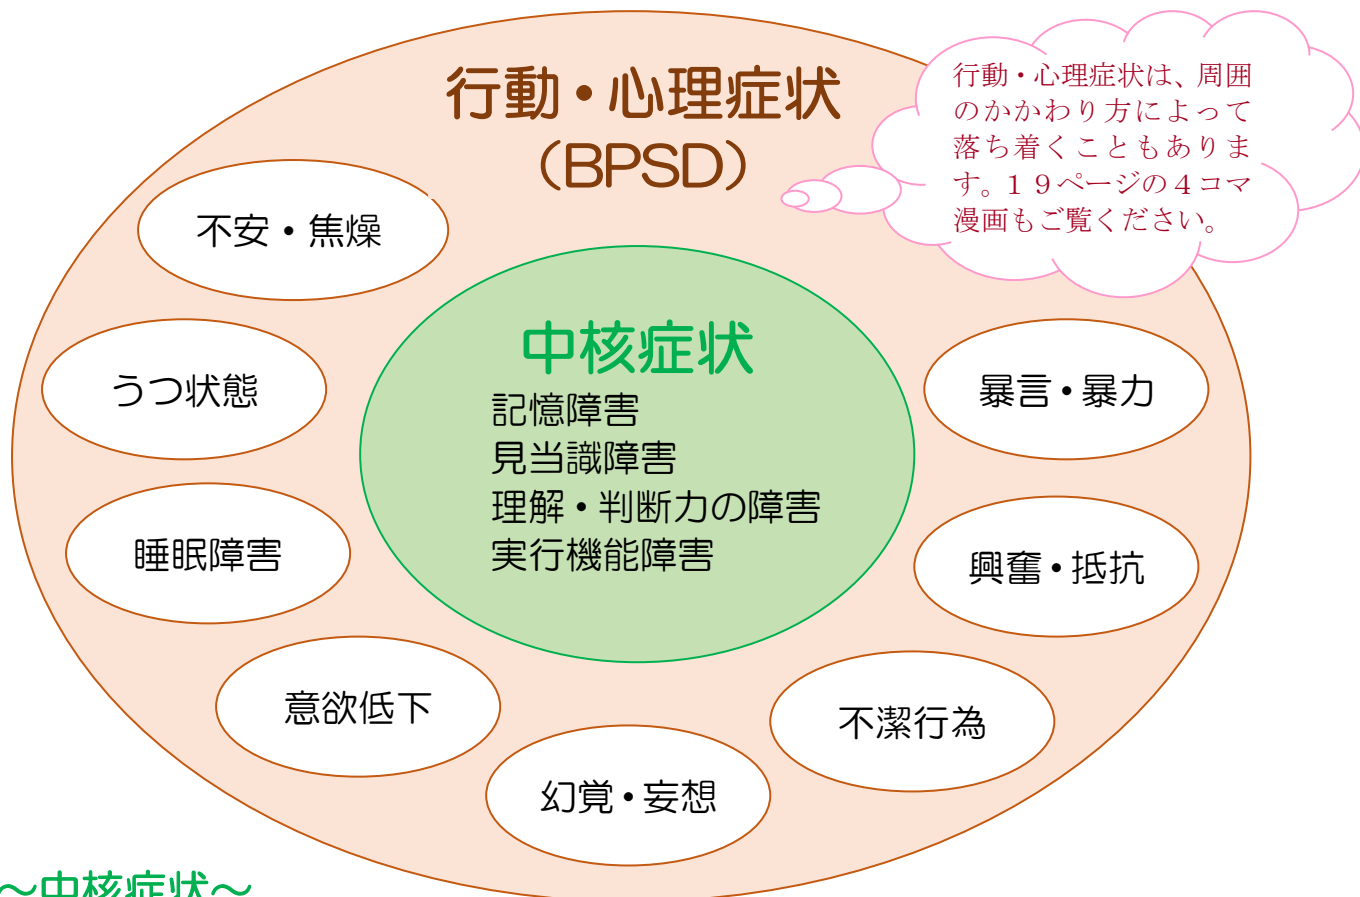 行動・心理症状
（BPSD）
行動・心理症状は、周囲
のかかわり方によって
落ち着くこともありま
す。１９ページの４コマ
漫画もご覧ください。
不安・焦燥
うつ状態
睡眠障害
意欲低下
幻覚・妄想
不潔行為
興奮・抵抗
暴言・暴力
中核症状
記憶障害
見当識障害
理解・判断力の障害
実行機能障害
～中核症状～